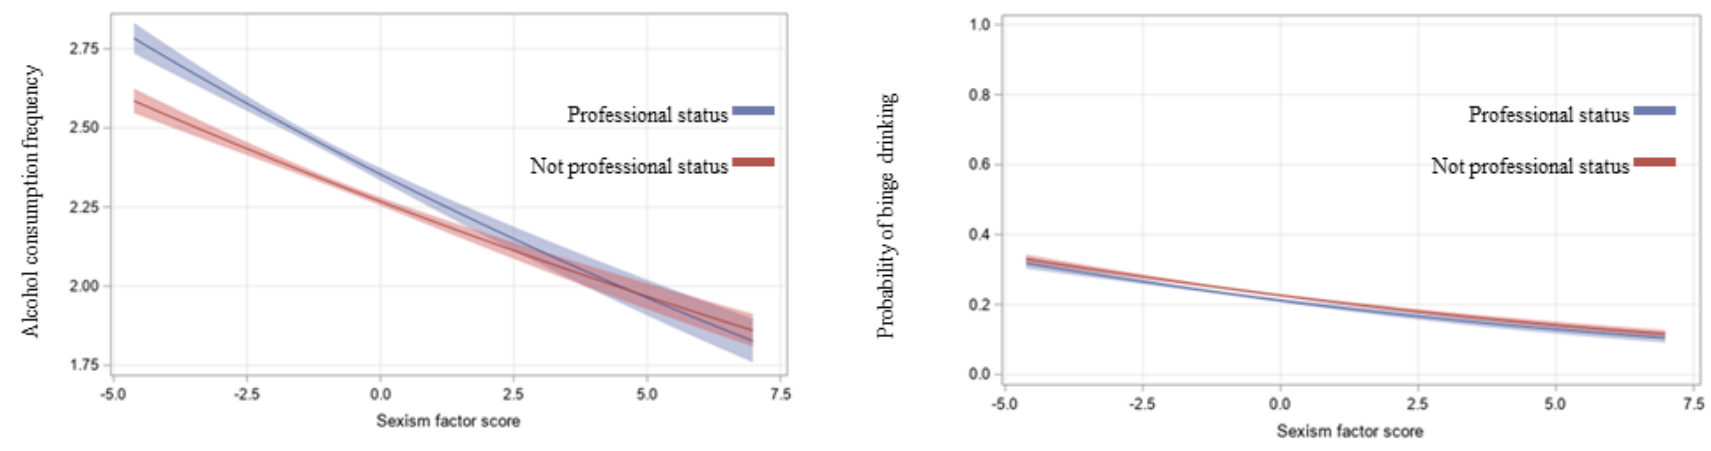 Alcohol consumption frequency
2.75
2.50
2.25
2.00
1.75
-5.0 -2.5 0.0 2.5 5.0 7.5
Sexism factor score
Professional status
Not professional status
Probability of binge drinking
1.0
0.8
0.6
0.4
0.2
0.0
-5.0 -2.5 0.0 2.5 5.0 7.5
Sexism factor score
Professional status
Not professional status